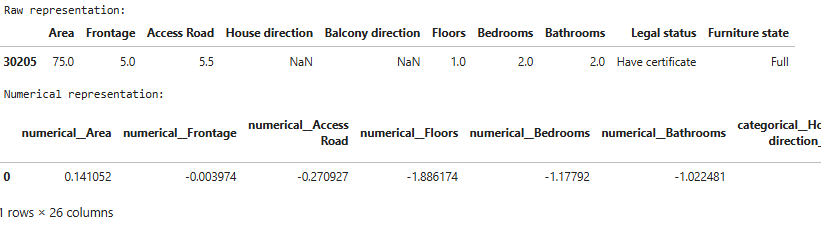 Raw representation:
Area Frontage Access Road House direction Balcony direction Floors Bedrooms Bathrooms Legal status Furniture state
30205 75.0 5.0 5.5 NaN NaN 1.0 2.0 2.0 Have certificate Full
Numerical representation:
numerical__Area numerical__Frontage numerical__Access Road numerical__Floors numerical__Bedrooms numerical__Bathrooms categorical__Ho direction_
0 0.141052 -0.003974 -0.270927 -1.886174 -1.17792 -1.022481
1 rows × 26 columns